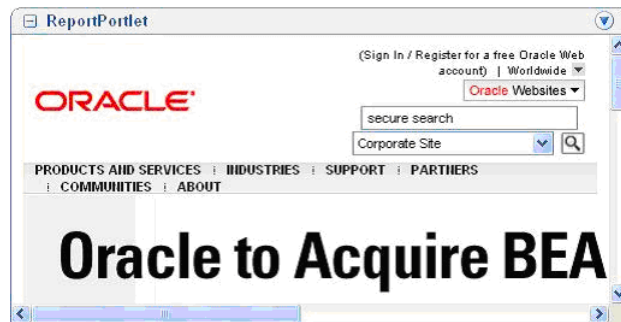 ReportPortlet
(Sign In / Register for a free Oracle Web
account) | Worldwide
ORACLE
Oracle Websites
secure search
Corporate Site
PRODUCTS AND SERVICES | INDUSTRIES | SUPPORT | PARTNERS
| COMMUNITIES | ABOUT
Oracle to Acquire BEA